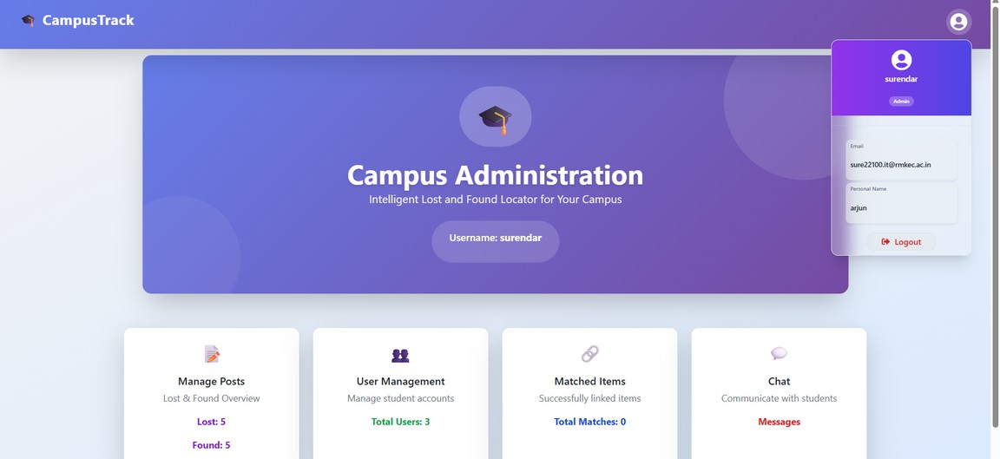 CampusTrack
surendar
Admin
Email
sure22100.it@rmkec.ac.in
Personal Name
arjun
Logout
Campus Administration
Intelligent Lost and Found Locator for Your Campus
Username: surendar
Manage Posts
Lost & Found Overview
Lost: 5
Found: 5
User Management
Manage student accounts
Total Users: 3
Matched Items
Successfully linked items
Total Matches: 0
Chat
Communicate with students
Messages